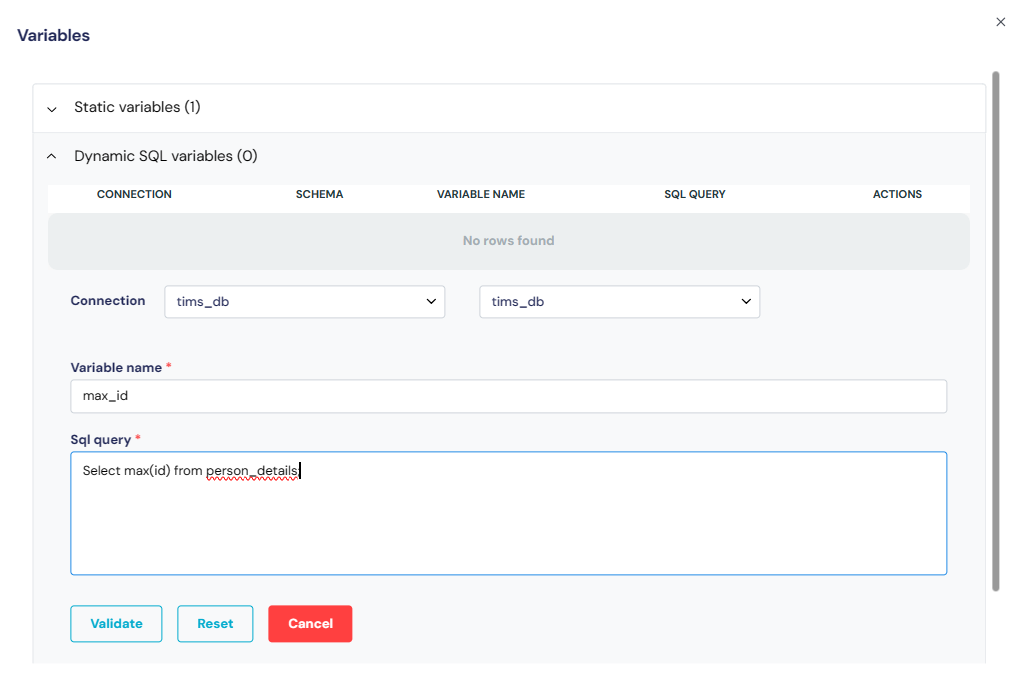 Variables
Static variables (1)
Dynamic SQL variables (0)
CONNECTION SCHEMA VARIABLE NAME SQL QUERY ACTIONS
No rows found
Connection tims_db tims_db
Variable name *
max_id
Sql query *
Select max(id) from person_details;
Validate Reset Cancel